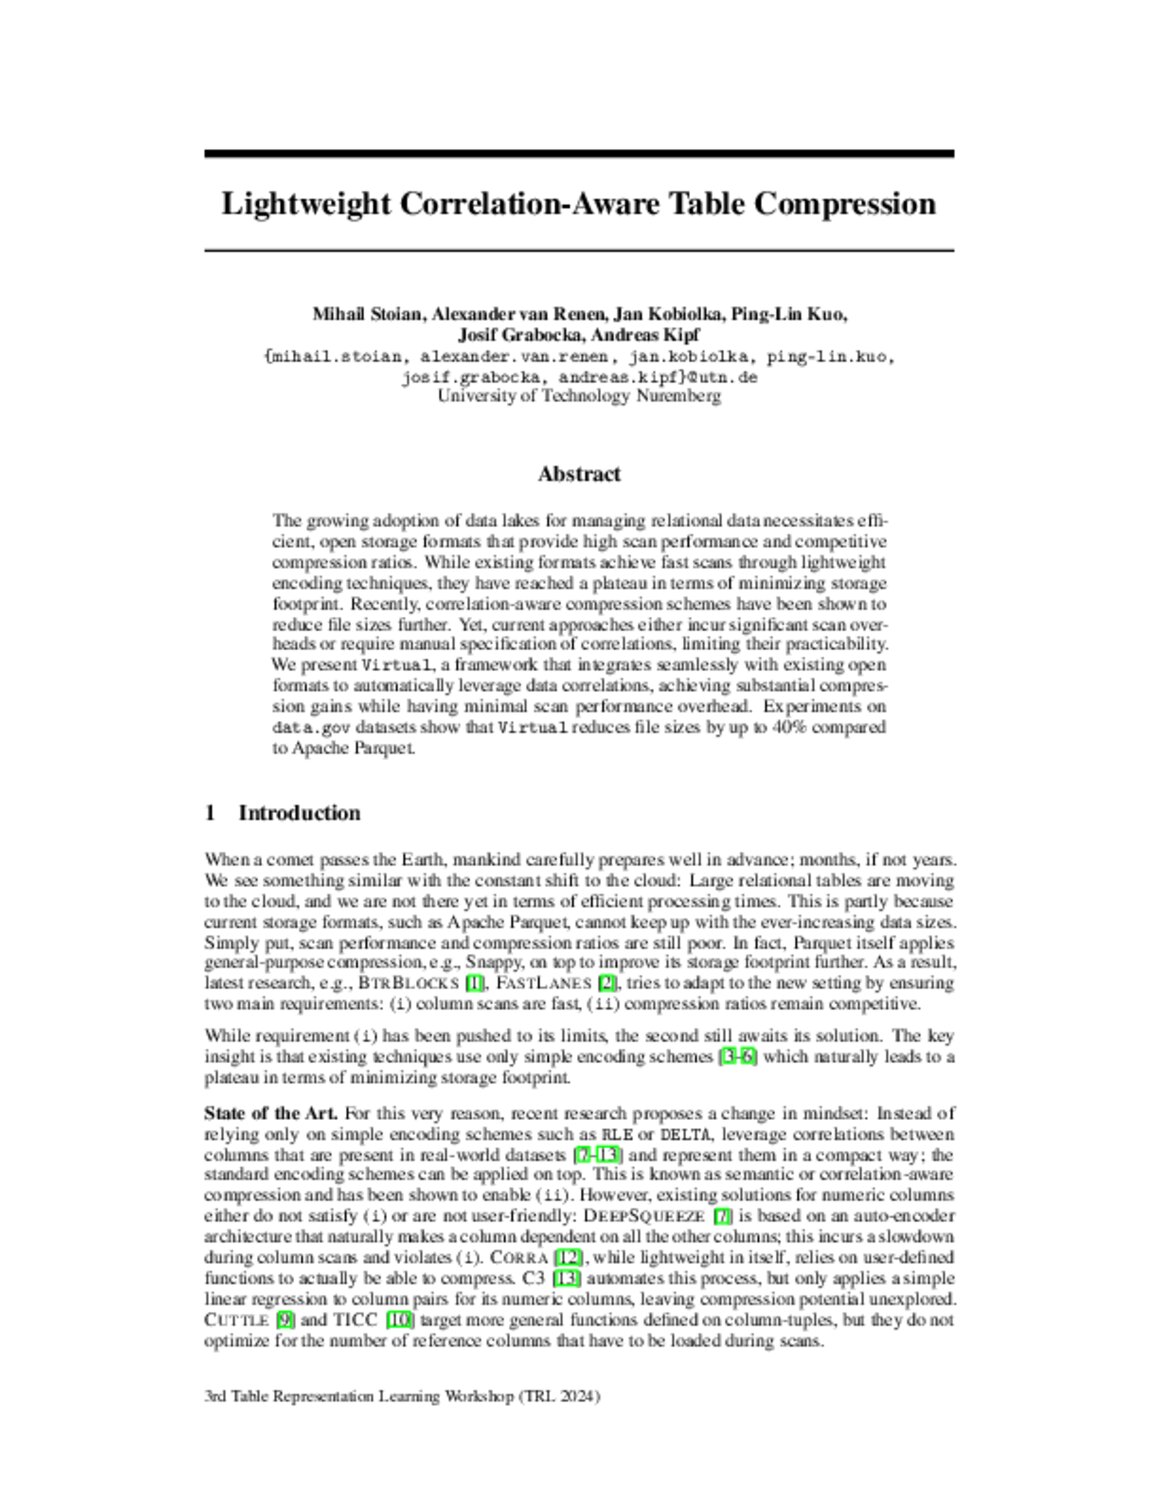 Lightweight Correlation-Aware Table Compression
Mihail Stoian, Alexander van Renen, Jan Kobiolka, Ping-Lin Kuo,
Josif Grabocka, Andreas Kipf
{mihail.stoian, alexander.van.renen, jan.kobiolka, ping-lin.kuo,
josif.grabocka, andreas.kipf}@utn.de
University of Technology Nuremberg
Abstract
The growing adoption of data lakes for managing relational data necessitates effi-
cient, open storage formats that provide high scan performance and competitive
compression ratios. While existing formats achieve fast scans through lightweight
encoding techniques, they have reached a plateau in terms of minimizing storage
footprint. Recently, correlation-aware compression schemes have been shown to
reduce file sizes further. Yet, current approaches either incur significant scan over-
heads or require manual specification of correlations, limiting their practicability.
We present Virtual, a framework that integrates seamlessly with existing open
formats to automatically leverage data correlations, achieving substantial compres-
sion gains while having minimal scan performance overhead. Experiments on
data.gov datasets show that Virtual reduces file sizes by up to 40% compared
to Apache Parquet.
1 Introduction
When a comet passes the Earth, mankind carefully prepares well in advance; months, if not years.
We see something similar with the constant shift to the cloud: Large relational tables are moving
to the cloud, and we are not there yet in terms of efficient processing times. This is partly because
current storage formats, such as Apache Parquet, cannot keep up with the ever-increasing data sizes.
Simply put, scan performance and compression ratios are still poor. In fact, Parquet itself applies
general-purpose compression, e.g., Snappy, on top to improve its storage footprint further. As a result,
latest research, e.g., BTRBLOCKS [1], FASTLANES [2], tries to adapt to the new setting by ensuring
two main requirements: (i) column scans are fast, (ii) compression ratios remain competitive.
While requirement (i) has been pushed to its limits, the second still awaits its solution. The key
insight is that existing techniques use only simple encoding schemes [3–6] which naturally leads to a
plateau in terms of minimizing storage footprint.
State of the Art. For this very reason, recent research proposes a change in mindset: Instead of
relying only on simple encoding schemes such as RLE or DELTA, leverage correlations between
columns that are present in real-world datasets [7–13] and represent them in a compact way; the
standard encoding schemes can be applied on top. This is known as semantic or correlation-aware
compression and has been shown to enable (ii). However, existing solutions for numeric columns
either do not satisfy (i) or are not user-friendly: DEEPSQUEEZE [7] is based on an auto-encoder
architecture that naturally makes a column dependent on all the other columns; this incurs a slowdown
during column scans and violates (i). CORRA [12], while lightweight in itself, relies on user-defined
functions to actually be able to compress. C3 [13] automates this process, but only applies a simple
linear regression to column pairs for its numeric columns, leaving compression potential unexplored.
CUTTLE [9] and TICC [10] target more general functions defined on column-tuples, but they do not
optimize for the number of reference columns that have to be loaded during scans.
3rd Table Representation Learning Workshop (TRL 2024)